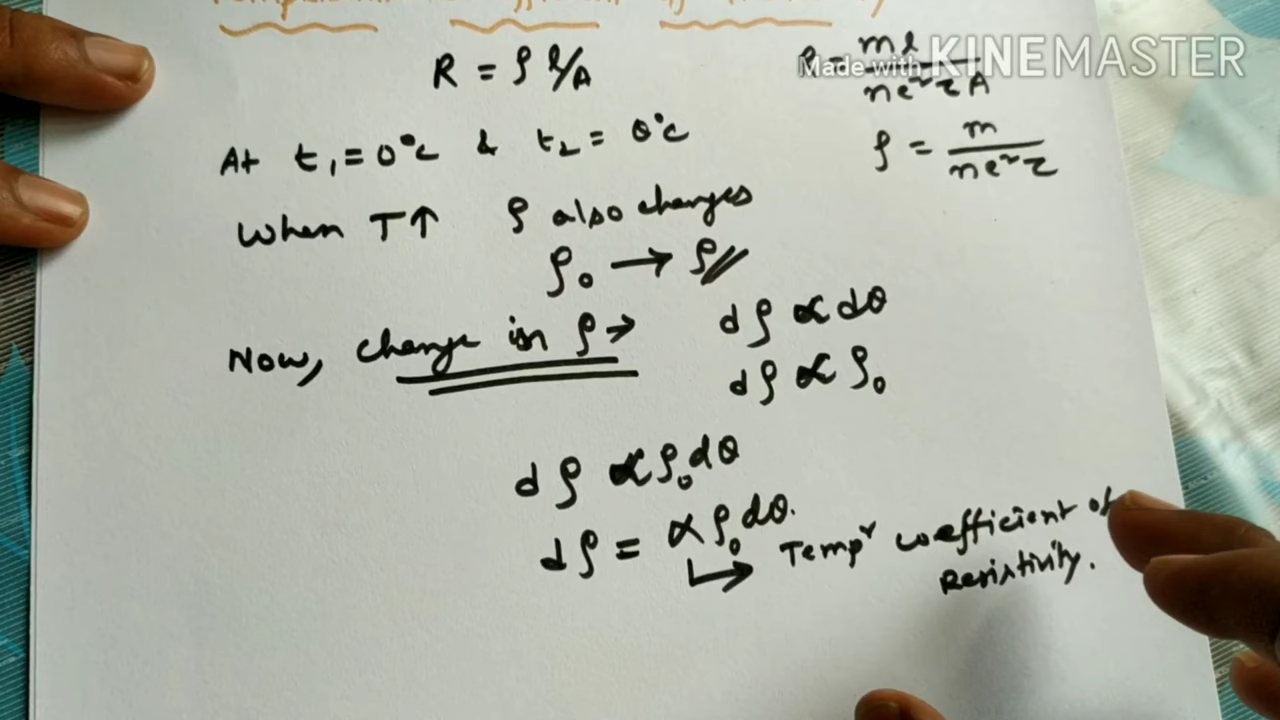 R = ρ l/A
ml
ne²τA
ρ = m
ne²τ
Made with KINEMASTER
At t₁ = 0°c & t₂ = θ°c
When T↑ ρ also changes
ρ₀ → ρ
Now, change in ρ → dρ ∝ dθ
dρ ∝ ρ₀
dρ ∝ ρ₀dθ
dρ = αρ₀dθ.
↳ Tempʳ coefficient of
Resistivity.